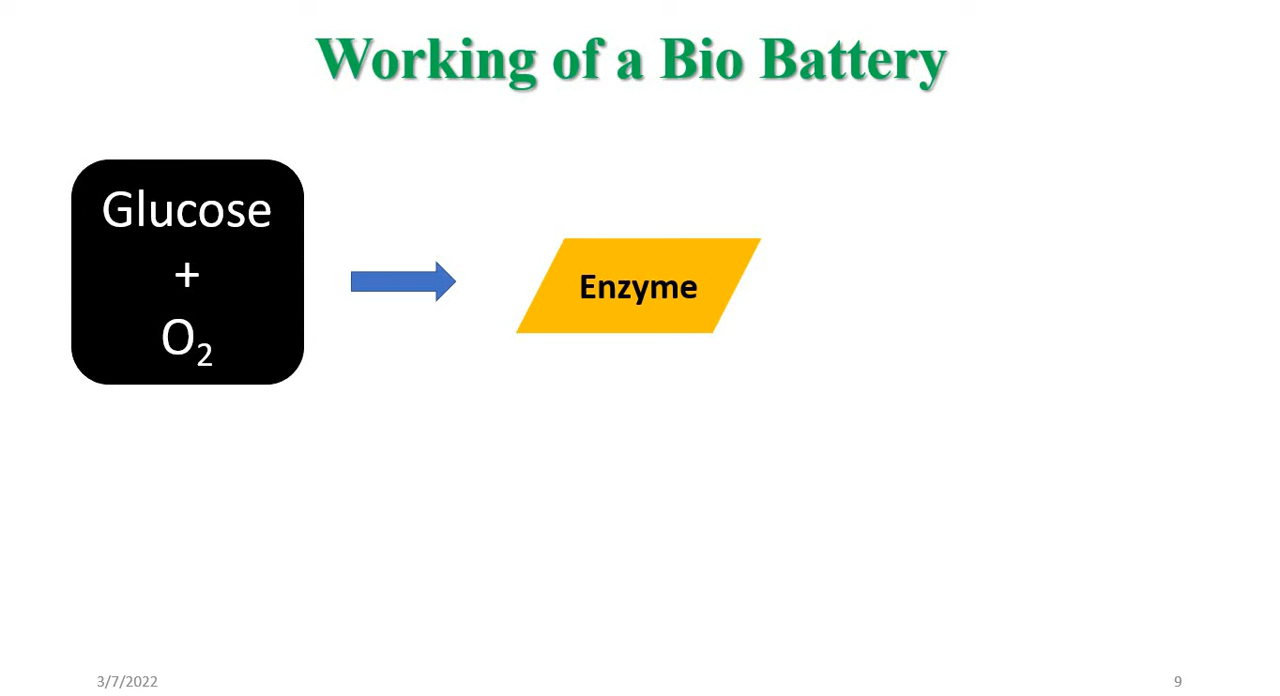 Working of a Bio Battery
Glucose
+
O₂
Enzyme
3/7/2022
9